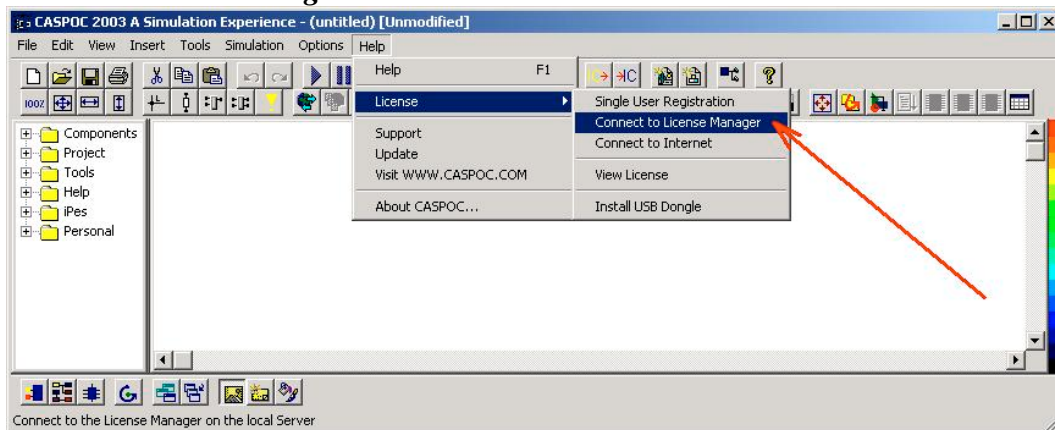 CASPOC 2003 A Simulation Experience - (untitled) [Unmodified]
File Edit View Insert Tools Simulation Options Help
Help F1
License
Support
Update
Visit WWW.CASPOC.COM
About CASPOC...
Single User Registration
Connect to License Manager
Connect to Internet
View License
Install USB Dongle
100%
Components
Project
Tools
Help
iPes
Personal
Connect to the License Manager on the local Server